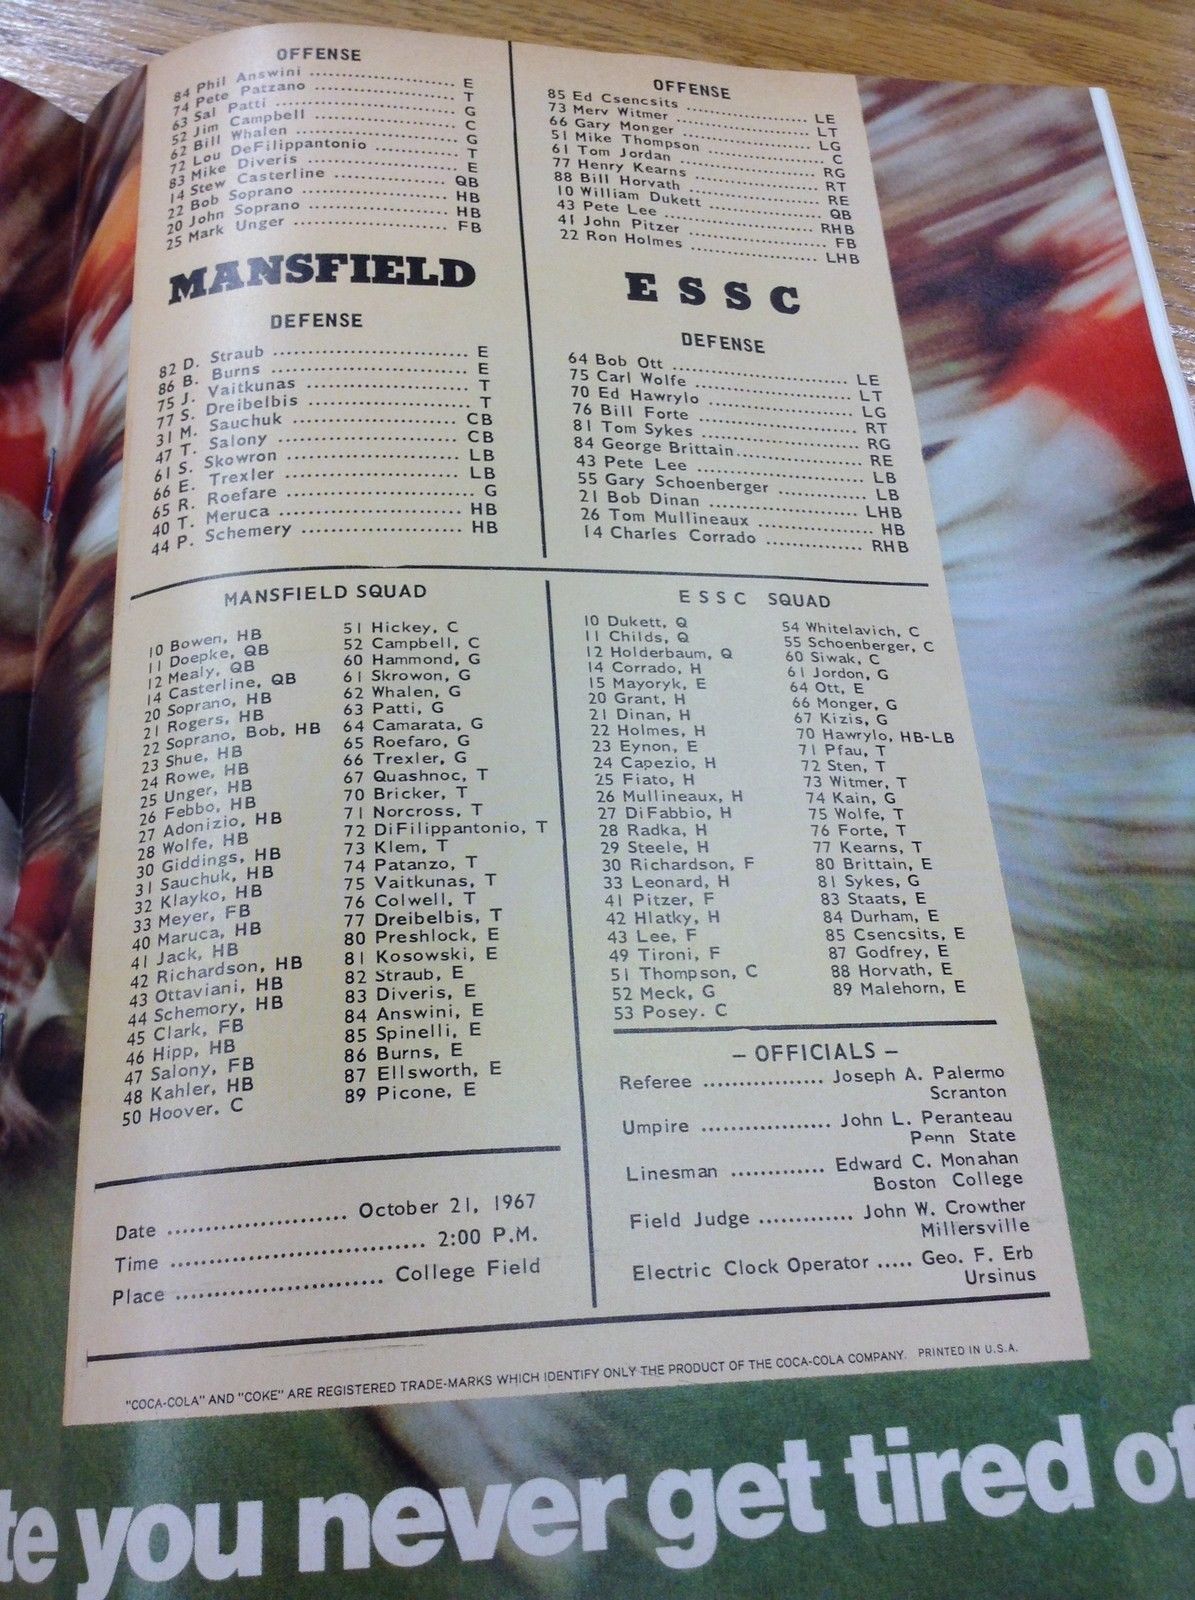 OFFENSE
84 Phil Answini ........ E
74 Pete Patzano ........ T
63 Sal Patti ........ G
52 Jim Campbell ........ C
62 Bill Whalen ........ G
72 Lou DeFilippantonio ........ T
83 Mike Diveris ........ E
14 Stew Casterline ........ QB
22 Bob Soprano ........ HB
20 John Soprano ........ HB
25 Mark Unger ........ FB
MANSFIELD
DEFENSE
82 D. Straub ........ E
86 B. Burns ........ E
75 J. Vaitkunas ........ T
77 S. Dreibelbis ........ T
31 M. Sauchuk ........ CB
47 T. Salony ........ CB
61 S. Skowron ........ LB
66 E. Trexler ........ LB
65 R. Roefare ........ G
40 T. Meruca ........ HB
44 P. Schemery ........ HB
OFFENSE
85 Ed Csencsits ........ LE
73 Merv Witmer ........ LT
66 Gary Monger ........ LG
51 Mike Thompson ........ C
61 Tom Jordan ........ RG
77 Henry Kearns ........ RT
88 Bill Horvath ........ RE
10 William Dukett ........ QB
43 Pete Lee ........ RHB
41 John Pitzer ........ FB
22 Ron Holmes ........ LHB
ESSC
DEFENSE
64 Bob Ott ........ LE
75 Carl Wolfe ........ LT
70 Ed Hawrylo ........ LG
76 Bill Forte ........ RT
81 Tom Sykes ........ RG
84 George Brittain ........ RE
43 Pete Lee ........ LB
55 Gary Schoenberger ........ LB
21 Bob Dinan ........ LHB
26 Tom Mullineaux ........ HB
14 Charles Corrado ........ RHB
MANSFIELD SQUAD
10 Bowen, HB
11 Doepke, QB
12 Mealy, QB
14 Casterline, QB
20 Soprano, HB
21 Rogers, HB
22 Soprano, Bob, HB
23 Shue, HB
24 Rowe, HB
25 Unger, HB
26 Febbo, HB
27 Adonizio, HB
28 Wolfe, HB
30 Giddings, HB
31 Sauchuk, HB
32 Klayko, HB
33 Meyer, FB
40 Maruca, HB
41 Jack, HB
42 Richardson, HB
43 Ottaviani, HB
44 Schemory, HB
45 Clark, FB
46 Hipp, HB
47 Salony, FB
48 Kahler, HB
50 Hoover. C
51 Hickey, C
52 Campbell, C
60 Hammond, G
61 Skrowon, G
62 Whalen, G
63 Patti, G
64 Camarata, G
65 Roefaro, G
66 Trexler, G
67 Quashnoc, T
70 Bricker, T
71 Norcross, T
72 DiFilippantonio, T
73 Klem, T
74 Patanzo, T
75 Vaitkunas, T
76 Colwell, T
77 Dreibelbis, T
80 Preshlock, E
81 Kosowski, E
82 Straub, E
83 Diveris, E
84 Answini, E
85 Spinelli, E
86 Burns, E
87 Ellsworth, E
89 Picone, E
ESSC SQUAD
10 Dukett, Q
11 Childs, Q
12 Holderbaum, Q
14 Corrado, H
15 Mayoryk, E
20 Grant, H
21 Dinan, H
22 Holmes, H
23 Eynon, E
24 Capezio, H
25 Fiato, H
26 Mullineaux, H
27 DiFabbio, H
28 Radka, H
29 Steele, H
30 Richardson, F
33 Leonard, H
41 Pitzer, F
42 Hlatky, H
43 Lee, F
49 Tironi, F
51 Thompson, C
52 Meck, G
53 Posey. C
54 Whitelavich, C
55 Schoenberger, C
60 Siwak, C
61 Jordon, G
64 Ott, E
66 Monger, G
67 Kizis, G
70 Hawrylo, HB-LB
71 Pfau, T
72 Sten, T
73 Witmer, T
74 Kain, G
75 Wolfe, T
76 Forte, T
77 Kearns, T
80 Brittain, E
81 Sykes, G
83 Staats, E
84 Durham, E
85 Csencsits, E
87 Godfrey, E
88 Horvath, E
89 Malehorn, E
– OFFICIALS –
Referee ........ Joseph A. Palermo
Scranton
Umpire ........ John L. Peranteau
Penn State
Linesman ........ Edward C. Monahan
Boston College
Field Judge ........ John W. Crowther
Millersville
Electric Clock Operator ..... Geo. F. Erb
Ursinus
Date ........ October 21, 1967
Time ........ 2:00 P.M.
Place ........ College Field
"COCA-COLA" AND "COKE" ARE REGISTERED TRADE-MARKS WHICH IDENTIFY ONLY THE PRODUCT OF THE COCA-COLA COMPANY. PRINTED IN U.S.A.
te you never get tired of